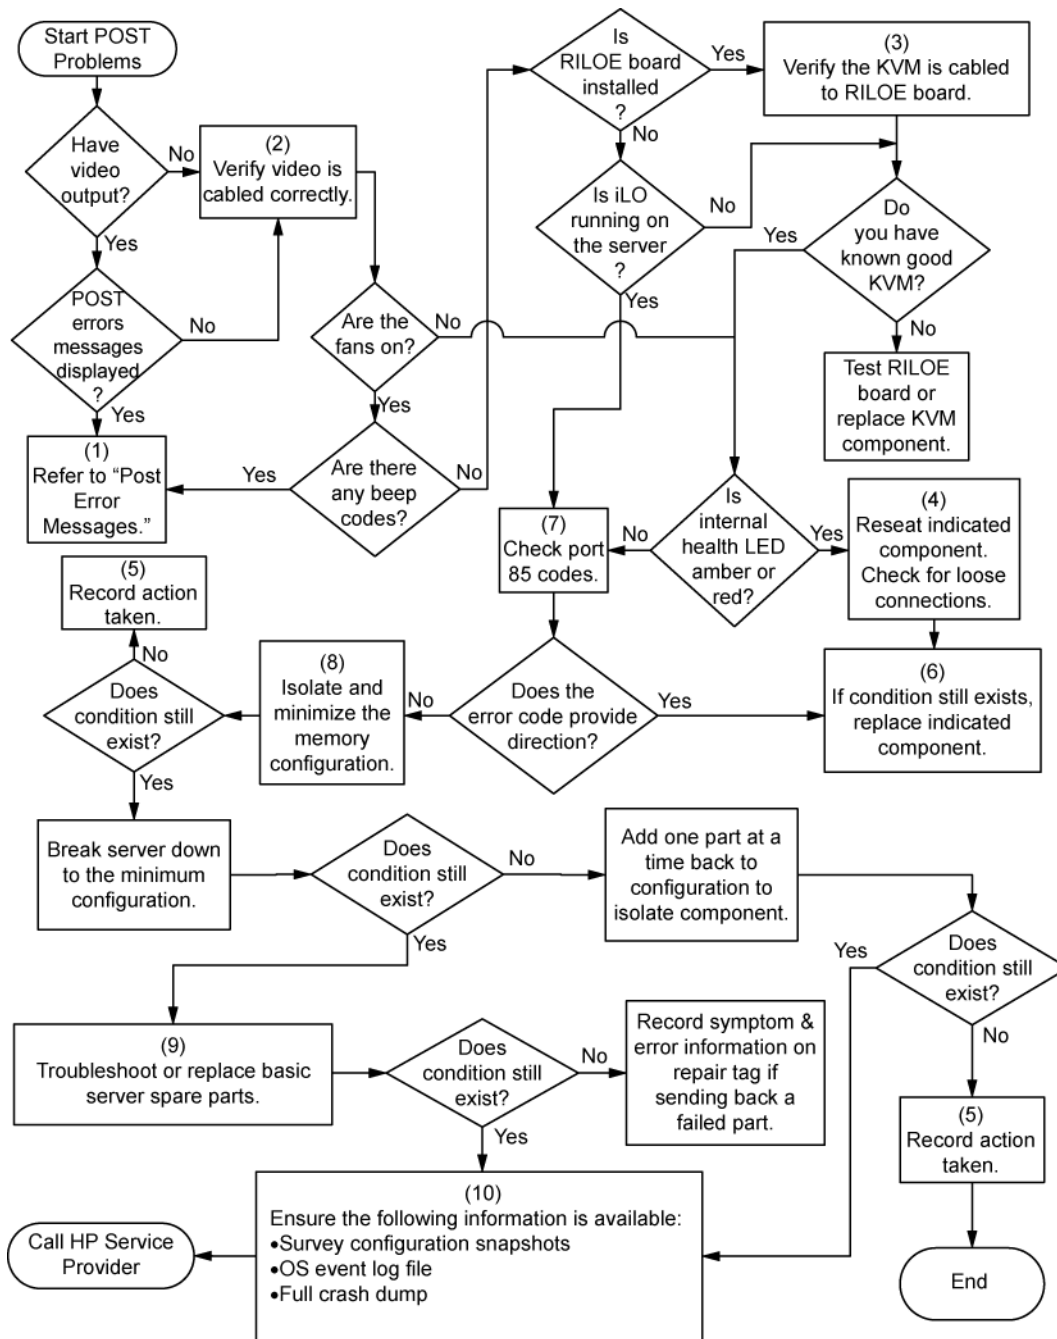 Start POST
Problems
Have
video
output?
No
Yes
(2)
Verify video is
cabled correctly.
POST
errors
messages
displayed
?
No
Yes
(1)
Refer to “Post
Error
Messages.”
Are the
fans on?
No
Yes
Are there
any beep
codes?
Yes
No
Is
RILOE board
installed
?
Yes
No
(3)
Verify the KVM is cabled
to RILOE board.
Is iLO
running on
the server
?
No
Yes
Do
you have
known good
KVM?
Yes
No
Test RILOE
board or
replace KVM
component.
Is
internal
health LED
amber or
red?
No
Yes
(4)
Reseat indicated
component.
Check for loose
connections.
(7)
Check port
85 codes.
(6)
If condition still exists,
replace indicated
component.
Does the
error code provide
direction?
Yes
No
(8)
Isolate and
minimize the
memory
configuration.
Does
condition still
exist?
No
Yes
(5)
Record action
taken.
Break server down
to the minimum
configuration.
Does
condition still
exist?
No
Yes
Add one part at a
time back to
configuration to
isolate component.
Does
condition still
exist?
Yes
No
(5)
Record action
taken.
End
(9)
Troubleshoot or replace basic
server spare parts.
Does
condition still
exist?
No
Yes
Record symptom &
error information on
repair tag if
sending back a
failed part.
(10)
Ensure the following information is available:
•Survey configuration snapshots
•OS event log file
•Full crash dump
Call HP Service
Provider